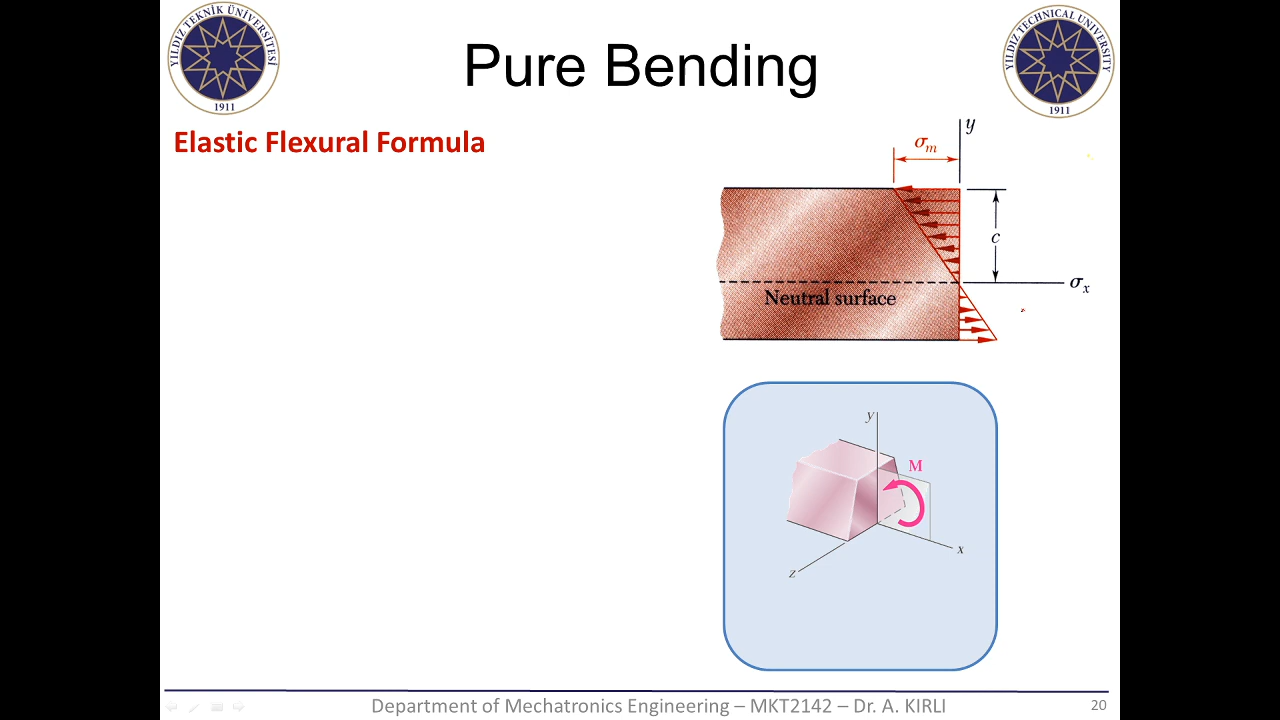 YILDIZ TEKNİK ÜNİVERSİTESİ
1911
Pure Bending
YILDIZ TECHNICAL UNIVERSITY
1911
Elastic Flexural Formula
y
σm
c
σx
Neutral surface
y
M
x
z
Department of Mechatronics Engineering – MKT2142 – Dr. A. KIRLI
20